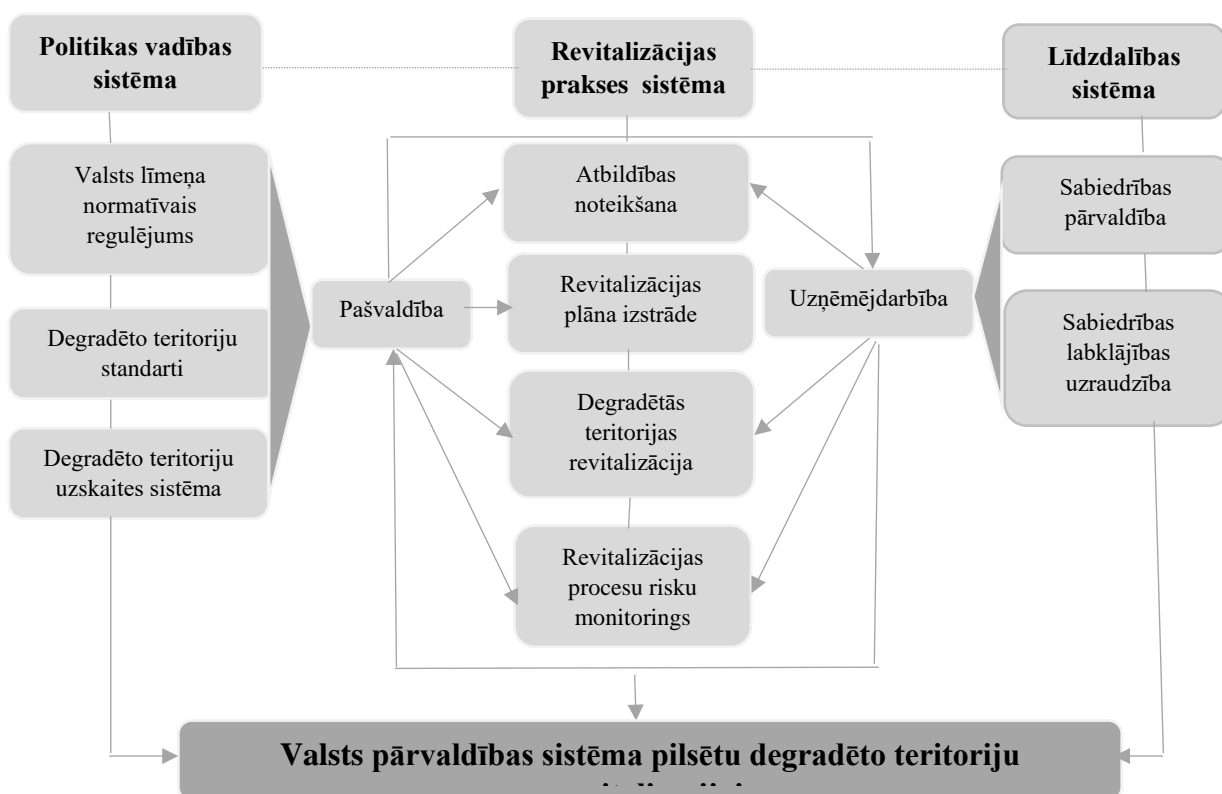 Politikas vadības
sistēma
Revitalizācijas
prakses sistēma
Līdzdalības
sistēma
Valsts līmeņa
normatīvais
regulējums
Degradēto teritoriju
standarti
Degradēto teritoriju
uzskaites sistēma
Pašvaldība
Atbildības
noteikšana
Revitalizācijas
plāna izstrāde
Degradētās
teritorijas
revitalizācija
Revitalizācijas
procesu risku
monitorings
Uzņēmējdarbība
Sabiedrības
pārvaldība
Sabiedrības
labklājības
uzraudzība
Valsts pārvaldības sistēma pilsētu degradēto teritoriju